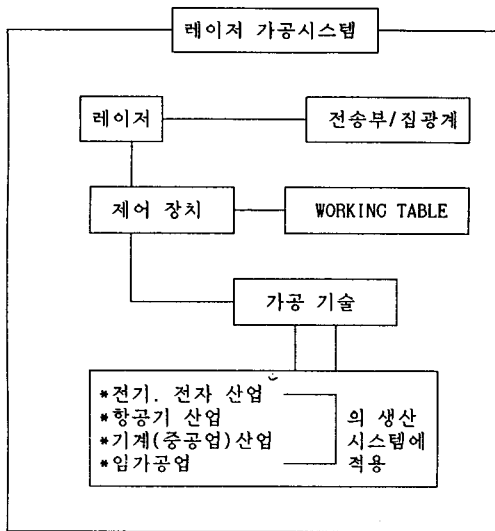 레이저 가공시스템
레이저
전송부/집광계
제어 장치
WORKING TABLE
가공 기술
*전기. 전자 산업
*항공기 산업
*기계(중공업)산업
*임가공업
의 생산
시스템에
적용